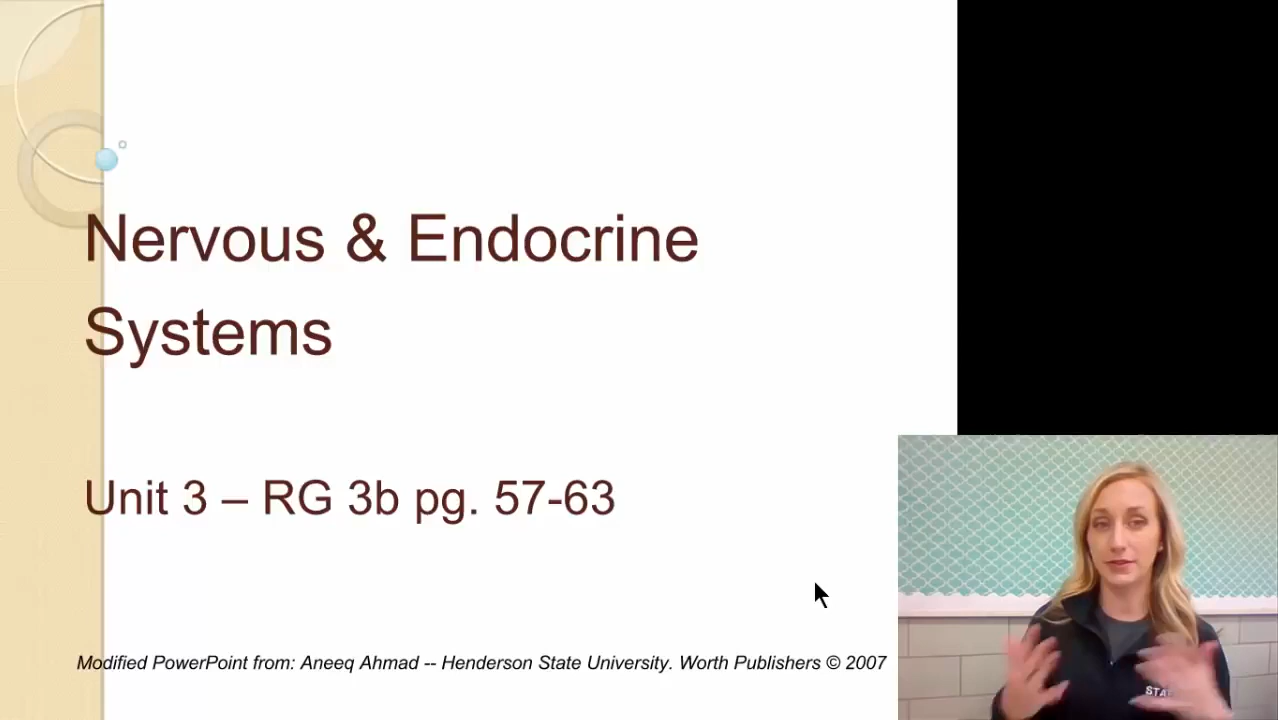 Nervous & Endocrine
Systems
Unit 3 – RG 3b pg. 57-63
Modified PowerPoint from: Aneeq Ahmad -- Henderson State University. Worth Publishers © 2007